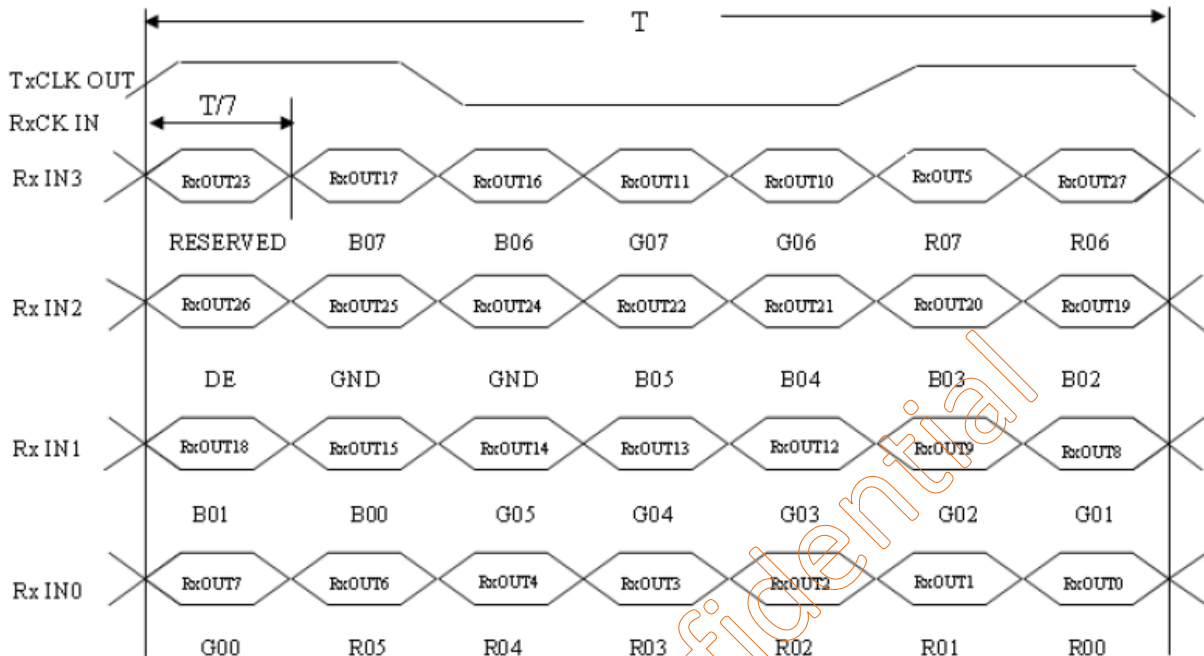 T
TxCLK OUT
T/7
RxCK IN
Rx IN3 RxOUT23 RxOUT17 RxOUT16 RxOUT11 RxOUT10 RxOUT5 RxOUT27
RESERVED B07 B06 G07 G06 R07 R06
Rx IN2 RxOUT26 RxOUT25 RxOUT24 RxOUT22 RxOUT21 RxOUT20 RxOUT19
DE GND GND B05 B04 B03 B02
Rx IN1 RxOUT18 RxOUT15 RxOUT14 RxOUT13 RxOUT12 RxOUT9 RxOUT8
B01 B00 G05 G04 G03 G02 G01
Rx IN0 RxOUT7 RxOUT6 RxOUT4 RxOUT3 RxOUT2 RxOUT1 RxOUT0
G00 R05 R04 R03 R02 R01 R00
fidential